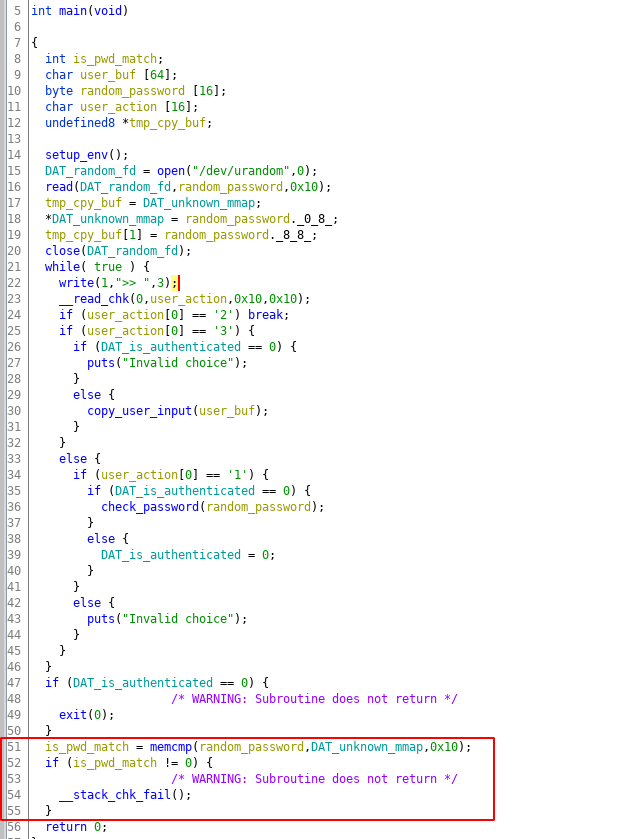 5 int main(void)
6
7 {
8   int is_pwd_match;
9   char user_buf [64];
10   byte random_password [16];
11   char user_action [16];
12   undefined8 *tmp_cpy_buf;
13
14   setup_env();
15   DAT_random_fd = open("/dev/urandom",0);
16   read(DAT_random_fd,random_password,0x10);
17   tmp_cpy_buf = DAT_unknown_mmap;
18   *DAT_unknown_mmap = random_password._0_8_;
19   tmp_cpy_buf[1] = random_password._8_8_;
20   close(DAT_random_fd);
21   while( true ) {
22     write(1,">> ",3);
23     __read_chk(0,user_action,0x10,0x10);
24     if (user_action[0] == '2') break;
25     if (user_action[0] == '3') {
26       if (DAT_is_authenticated == 0) {
27         puts("Invalid choice");
28       }
29       else {
30         copy_user_input(user_buf);
31       }
32     }
33     else {
34       if (user_action[0] == '1') {
35         if (DAT_is_authenticated == 0) {
36           check_password(random_password);
37         }
38         else {
39           DAT_is_authenticated = 0;
40         }
41       }
42       else {
43         puts("Invalid choice");
44       }
45     }
46   }
47   if (DAT_is_authenticated == 0) {
48                     /* WARNING: Subroutine does not return */
49     exit(0);
50   }
51   is_pwd_match = memcmp(random_password,DAT_unknown_mmap,0x10);
52   if (is_pwd_match != 0) {
53                     /* WARNING: Subroutine does not return */
54     __stack_chk_fail();
55   }
56   return 0;